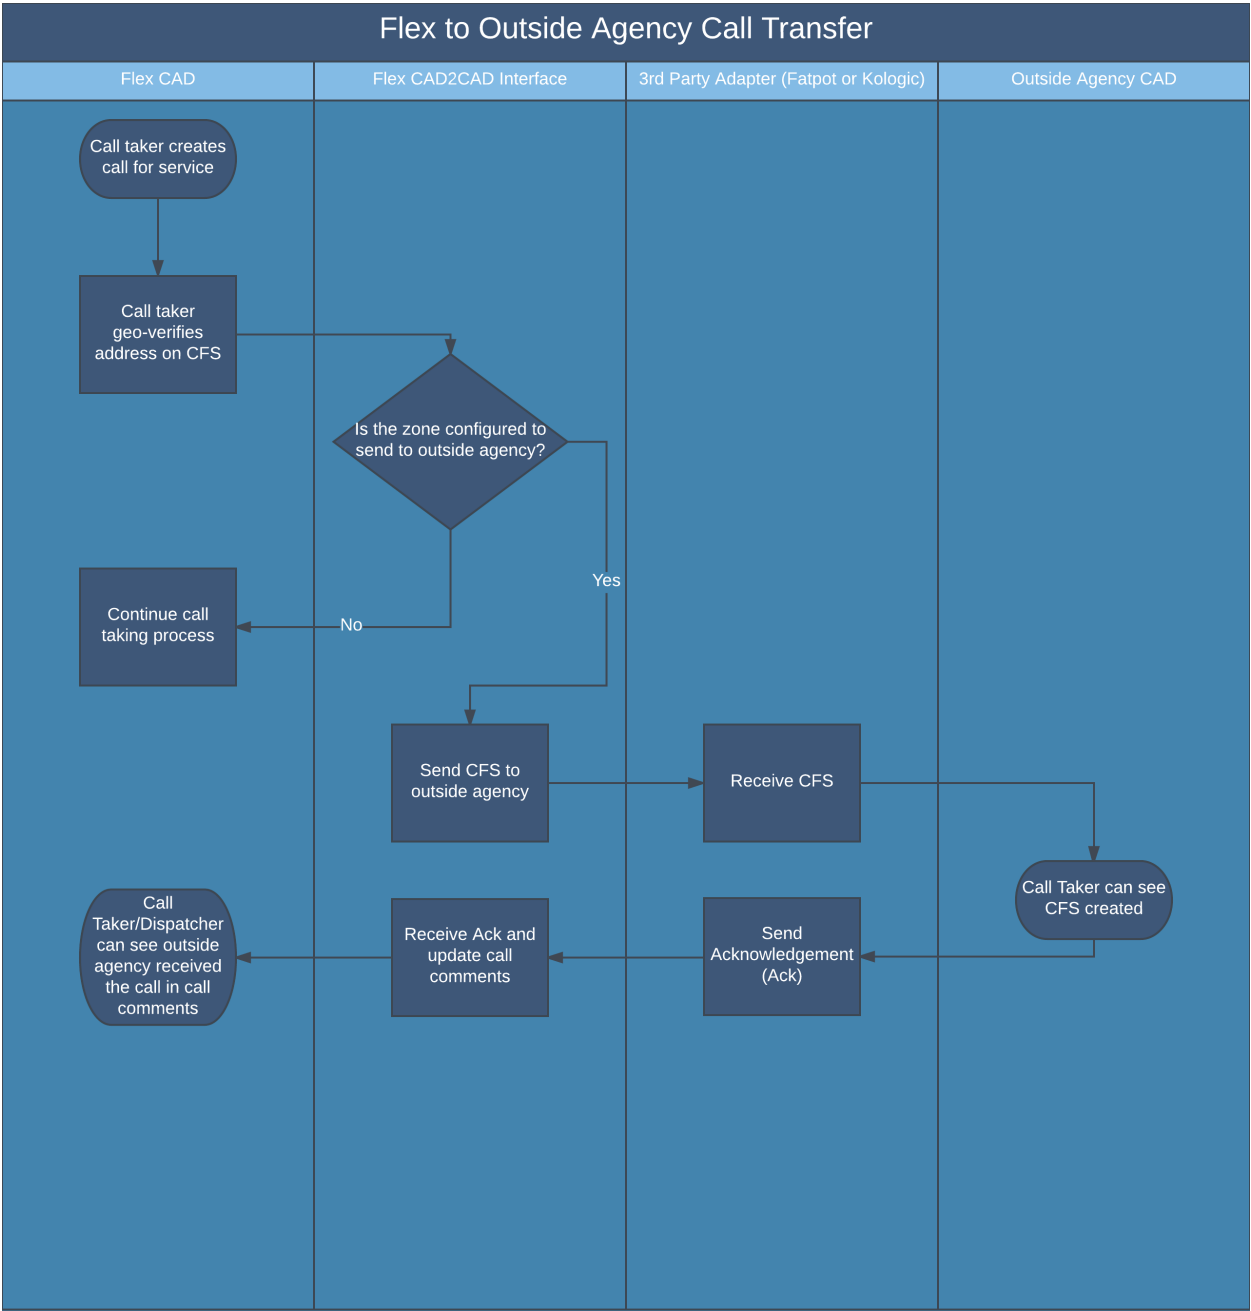 Flex to Outside Agency Call Transfer
Flex CAD
Flex CAD2CAD Interface
3rd Party Adapter (Fatpot or Kologic)
Outside Agency CAD
Call taker creates
call for service
Call taker
geo-verifies
address on CFS
Is the zone configured to
send to outside agency?
Yes
Continue call
taking process
No
Send CFS to
outside agency
Receive CFS
Call Taker can see
CFS created
Call
Taker/Dispatcher
can see outside
agency received
the call in call
comments
Receive Ack and
update call
comments
Send
Acknowledgement
(Ack)